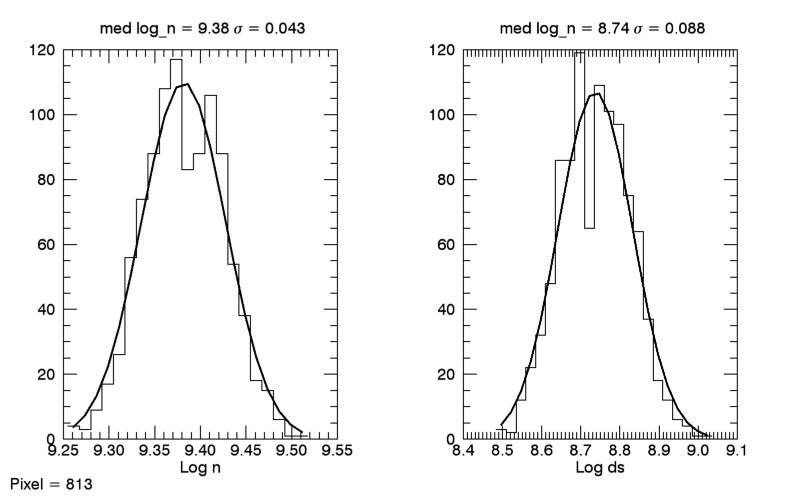 med log_n = 9.38 σ = 0.043
med log_n = 8.74 σ = 0.088
120
100
80
60
40
20
0
9.25 9.30 9.35 9.40 9.45 9.50 9.55
Log n
120
100
80
60
40
20
0
8.4 8.5 8.6 8.7 8.8 8.9 9.0 9.1
Log ds
Pixel = 813